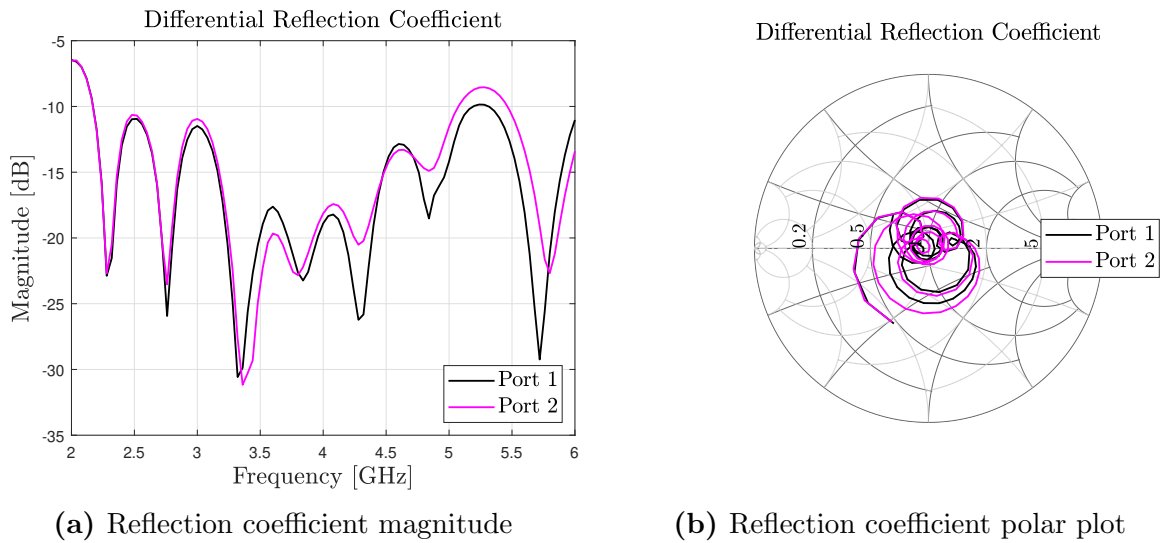 Differential Reflection Coefficient
-5
-10
-15
-20
-25
-30
-35
Magnitude [dB]
2
2.5
3
3.5
4
4.5
5
5.5
6
Frequency [GHz]
Port 1
Port 2
(a) Reflection coefficient magnitude
Differential Reflection Coefficient
0.2
0.5
2
5
Port 1
Port 2
(b) Reflection coefficient polar plot